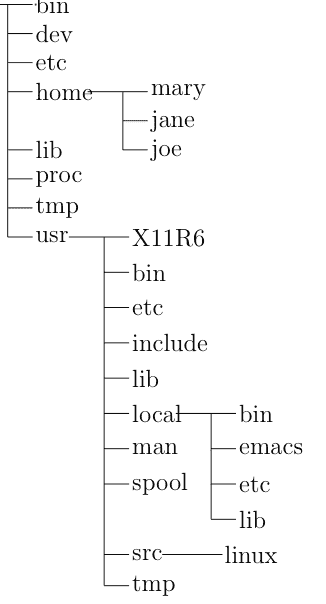 bin
dev
etc
home mary
jane
joe
lib
proc
tmp
usr X11R6
bin
etc
include
lib
local bin
man emacs
spool etc
lib
src linux
tmp